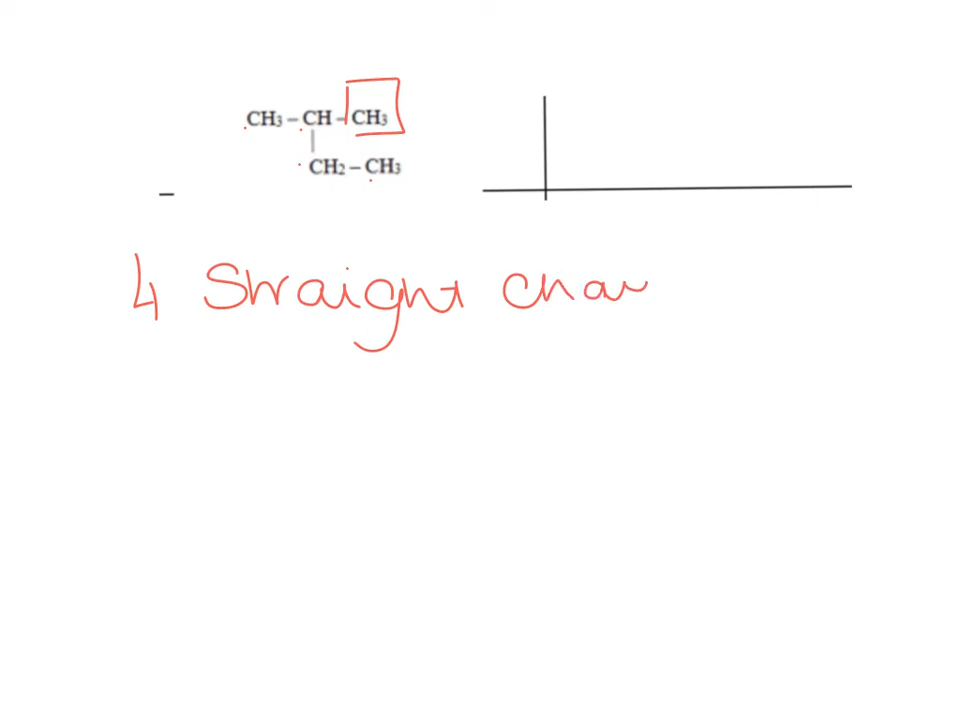 CH₃ – CH – CH₃
CH₂ – CH₃
4 Straight chai